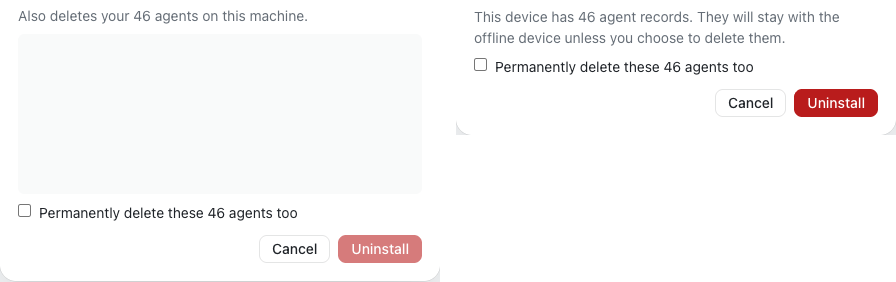 Also deletes your 46 agents on this machine.
Permanently delete these 46 agents too
Cancel
Uninstall
This device has 46 agent records. They will stay with the
offline device unless you choose to delete them.
Permanently delete these 46 agents too
Cancel
Uninstall